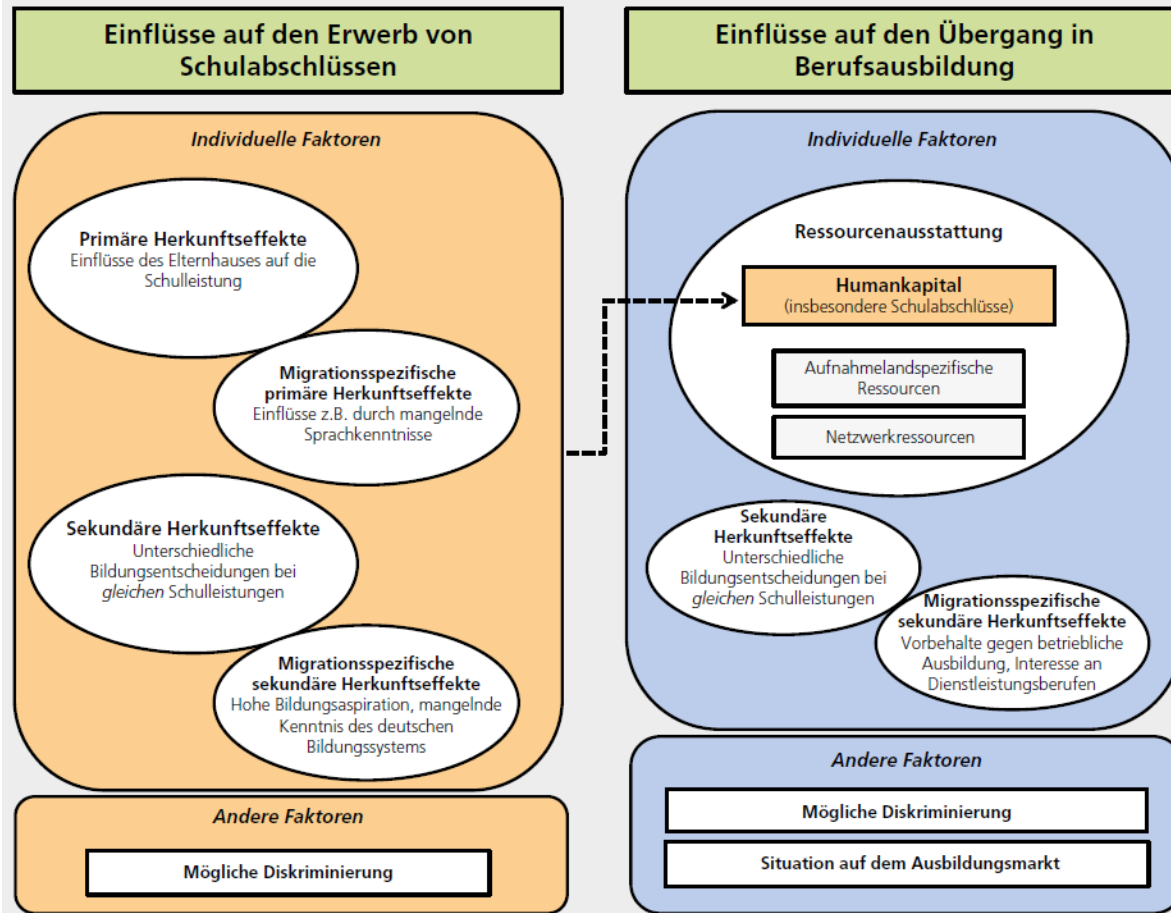 Einflüsse auf den Erwerb von
Schulabschlüssen
Individuelle Faktoren
Primäre Herkunftseffekte
Einflüsse des Elternhauses auf die
Schulleistung
Migrationsspezifische
primäre Herkunftseffekte
Einflüsse z.B. durch mangelnde
Sprachkenntnisse
Sekundäre Herkunftseffekte
Unterschiedliche
Bildungsentscheidungen bei
gleichen Schulleistungen
Migrationsspezifische
sekundäre Herkunftseffekte
Hohe Bildungsaspiration, mangelnde
Kenntnis des deutschen
Bildungssystems
Andere Faktoren
Mögliche Diskriminierung
Einflüsse auf den Übergang in
Berufsausbildung
Individuelle Faktoren
Ressourcenausstattung
Humankapital
(insbesondere Schulabschlüsse)
Aufnahmelandspezifische
Ressourcen
Netzwerkressourcen
Sekundäre
Herkunftseffekte
Unterschiedliche
Bildungsentscheidungen bei
gleichen Schulleistungen
Migrationsspezifische
sekundäre Herkunftseffekte
Vorbehalte gegen betriebliche
Ausbildung, Interesse an
Dienstleistungsberufen
Andere Faktoren
Mögliche Diskriminierung
Situation auf dem Ausbildungsmarkt